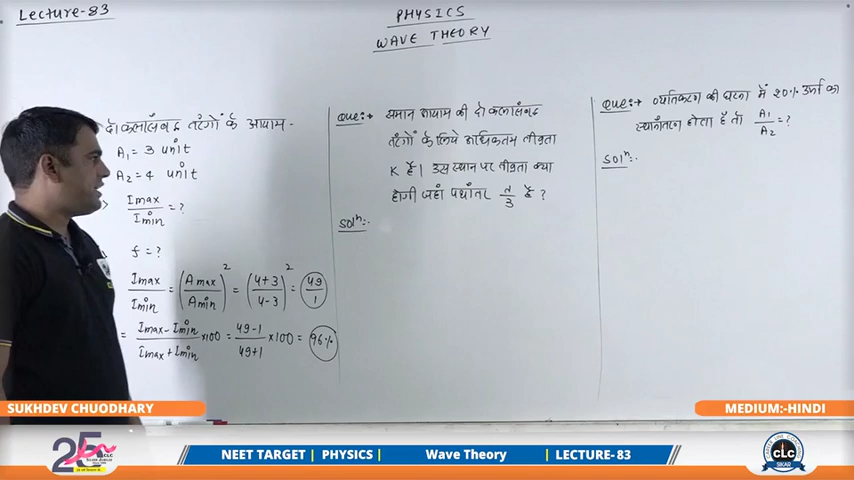 Lecture-83
PHYSICS
WAVE THEORY
दो कलासंबद्ध तरंगों के आयाम -
A₁ = 3 unit
A₂ = 4 unit
Imax/Imin = ?
f = ?
Imax/Imin = (Amax/Amin)² = (4+3/4-3)² = 49/1
= Imax-Imin/Imax+Imin ×100 = 49-1/49+1 ×100 = 96%
Que:→ समान आयाम की दो कलासंबद्ध
तरंगों के लिये अधिकतम तीव्रता
K है। उस स्थान पर तीव्रता क्या
होगी जहां पथांतर λ/3 है ?
Solⁿ:-
Que:→ व्यतिकरण की घटना में 20% उर्जा का
स्थानांतरण होता है तो A₁/A₂ = ?
Solⁿ:-
SUKHDEV CHUODHARY
MEDIUM:-HINDI
25
CLC
NEET TARGET | PHYSICS | Wave Theory | LECTURE- 83
CLC
SIKAR